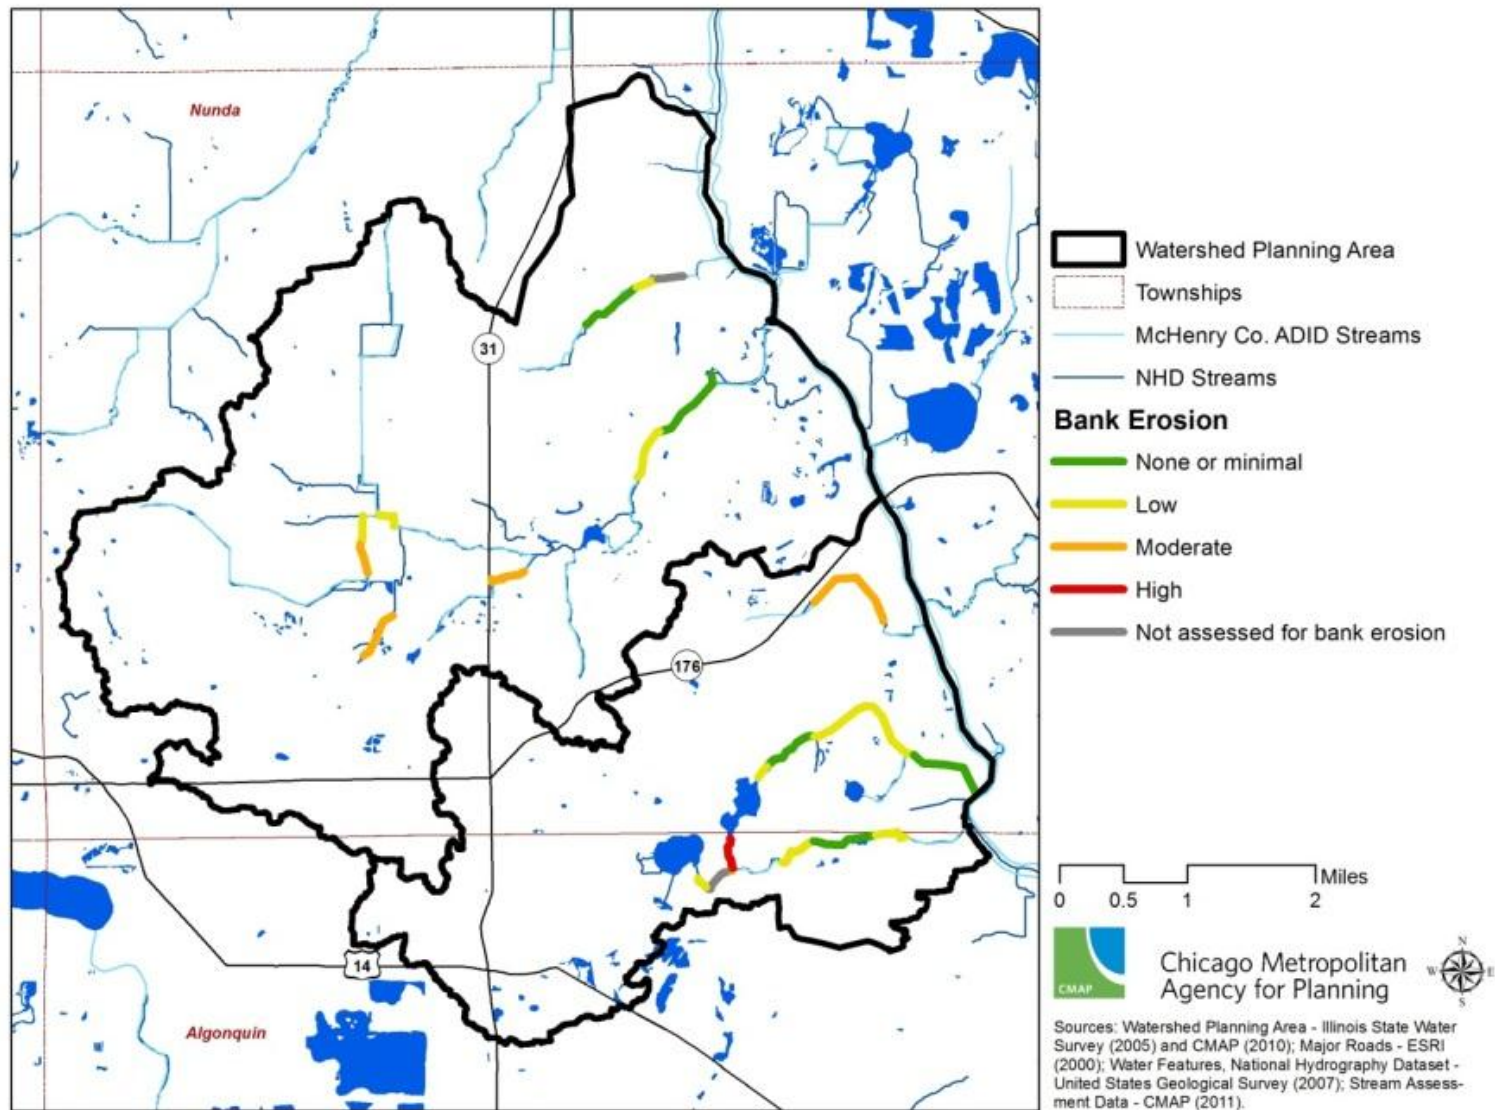 Nunda
31
176
14
Algonquin
Watershed Planning Area
Townships
McHenry Co. ADID Streams
NHD Streams
Bank Erosion
None or minimal
Low
Moderate
High
Not assessed for bank erosion
Miles
0 0.5 1 2
CMAP
Chicago Metropolitan
Agency for Planning
N
W E
S
Sources: Watershed Planning Area - Illinois State Water
Survey (2005) and CMAP (2010); Major Roads - ESRI
(2000); Water Features, National Hydrography Dataset -
United States Geological Survey (2007); Stream Assess-
ment Data - CMAP (2011).